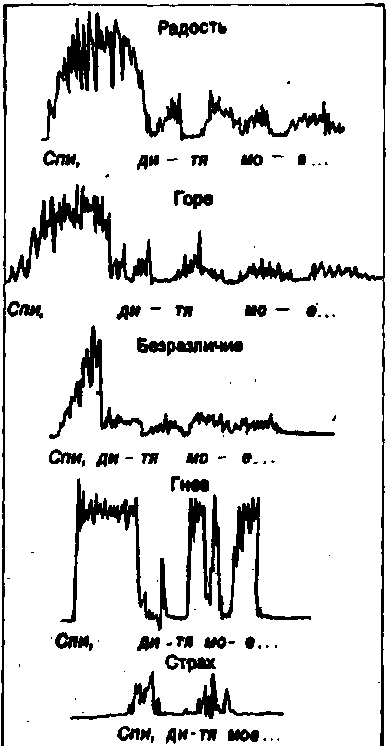 Радость
Спи, ди – тя мо – е...
Горе
Спи, ди – тя мо – е...
Безразличие
Спи, ди – тя мо – е...
Гнев
Спи, ди - тя мо- е...
Страх
Спи, ди-тя мое...